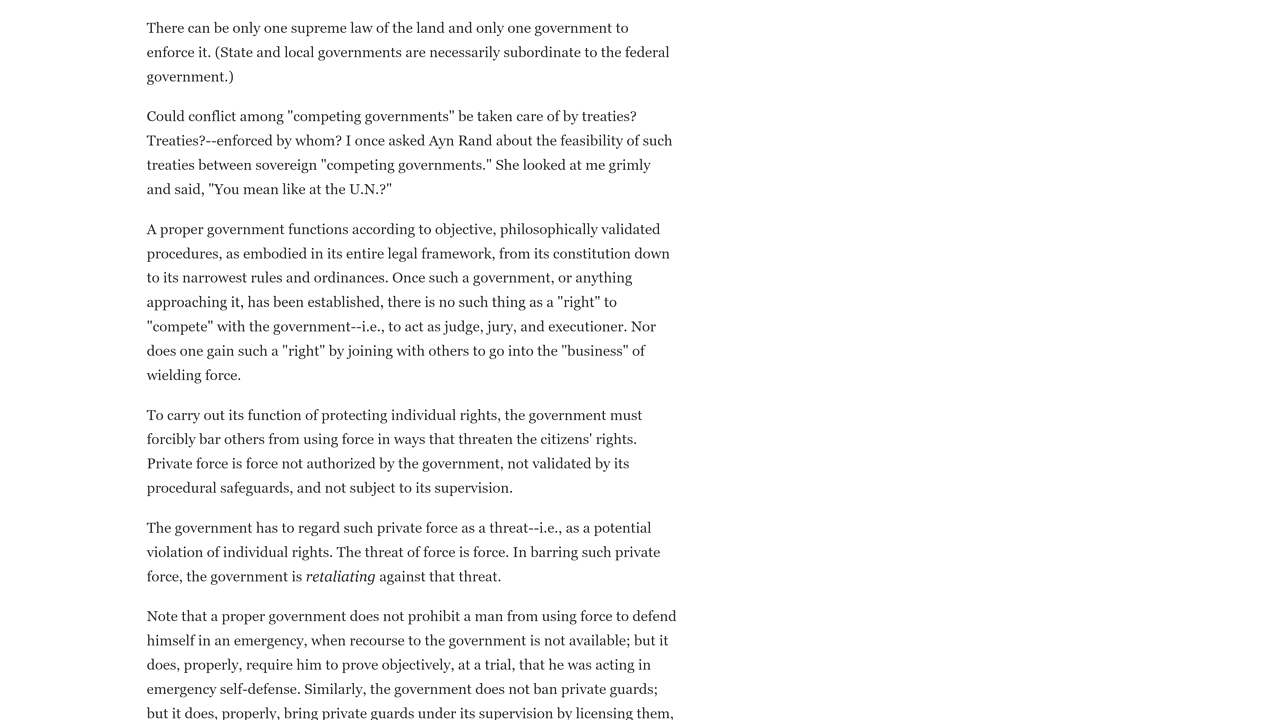 There can be only one supreme law of the land and only one government to
enforce it. (State and local governments are necessarily subordinate to the federal
government.)
Could conflict among "competing governments" be taken care of by treaties?
Treaties?--enforced by whom? I once asked Ayn Rand about the feasibility of such
treaties between sovereign "competing governments." She looked at me grimly
and said, "You mean like at the U.N.?"
A proper government functions according to objective, philosophically validated
procedures, as embodied in its entire legal framework, from its constitution down
to its narrowest rules and ordinances. Once such a government, or anything
approaching it, has been established, there is no such thing as a "right" to
"compete" with the government--i.e., to act as judge, jury, and executioner. Nor
does one gain such a "right" by joining with others to go into the "business" of
wielding force.
To carry out its function of protecting individual rights, the government must
forcibly bar others from using force in ways that threaten the citizens' rights.
Private force is force not authorized by the government, not validated by its
procedural safeguards, and not subject to its supervision.
The government has to regard such private force as a threat--i.e., as a potential
violation of individual rights. The threat of force is force. In barring such private
force, the government is retaliating against that threat.
Note that a proper government does not prohibit a man from using force to defend
himself in an emergency, when recourse to the government is not available; but it
does, properly, require him to prove objectively, at a trial, that he was acting in
emergency self-defense. Similarly, the government does not ban private guards;
but it does, properly, bring private guards under its supervision by licensing them,